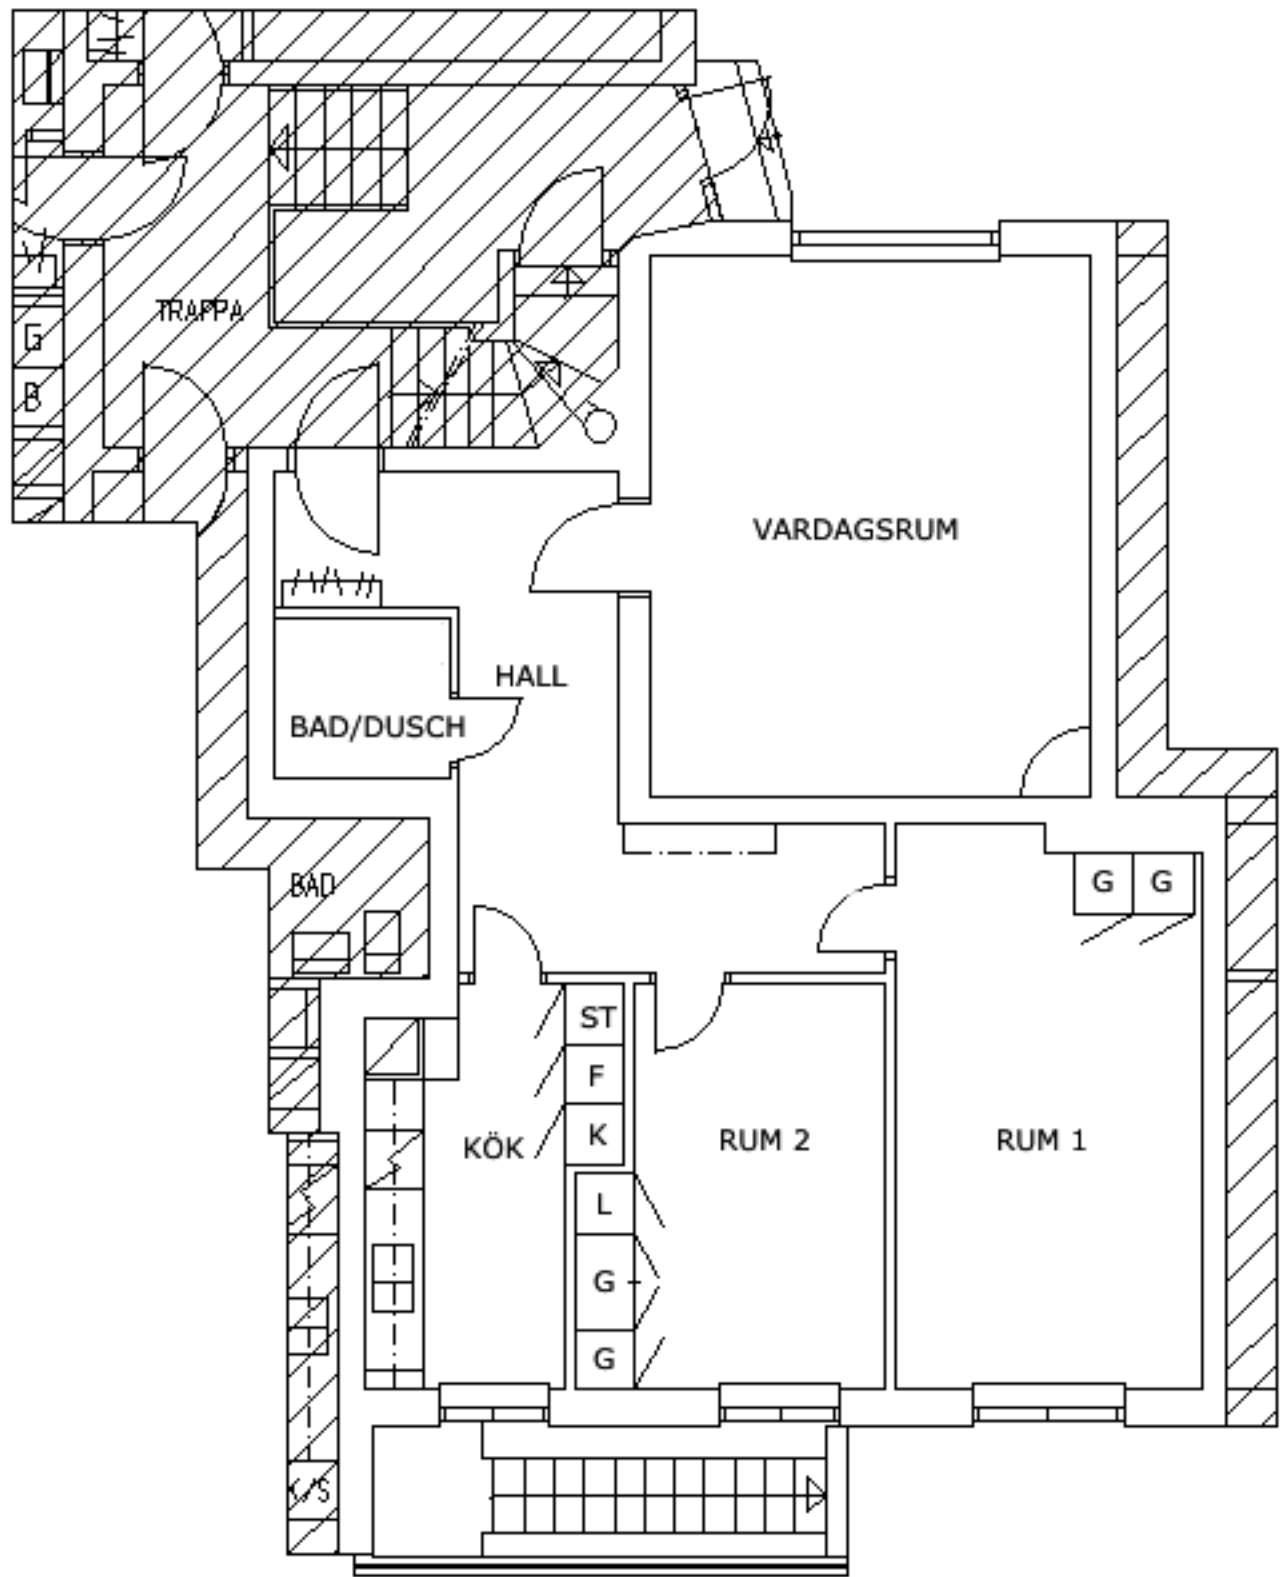 TRAPPA
G
B
VARDAGSRUM
HALL
BAD/DUSCH
BAD
G G
ST
F
K
KÖK
RUM 2
RUM 1
L
G
G
K/S